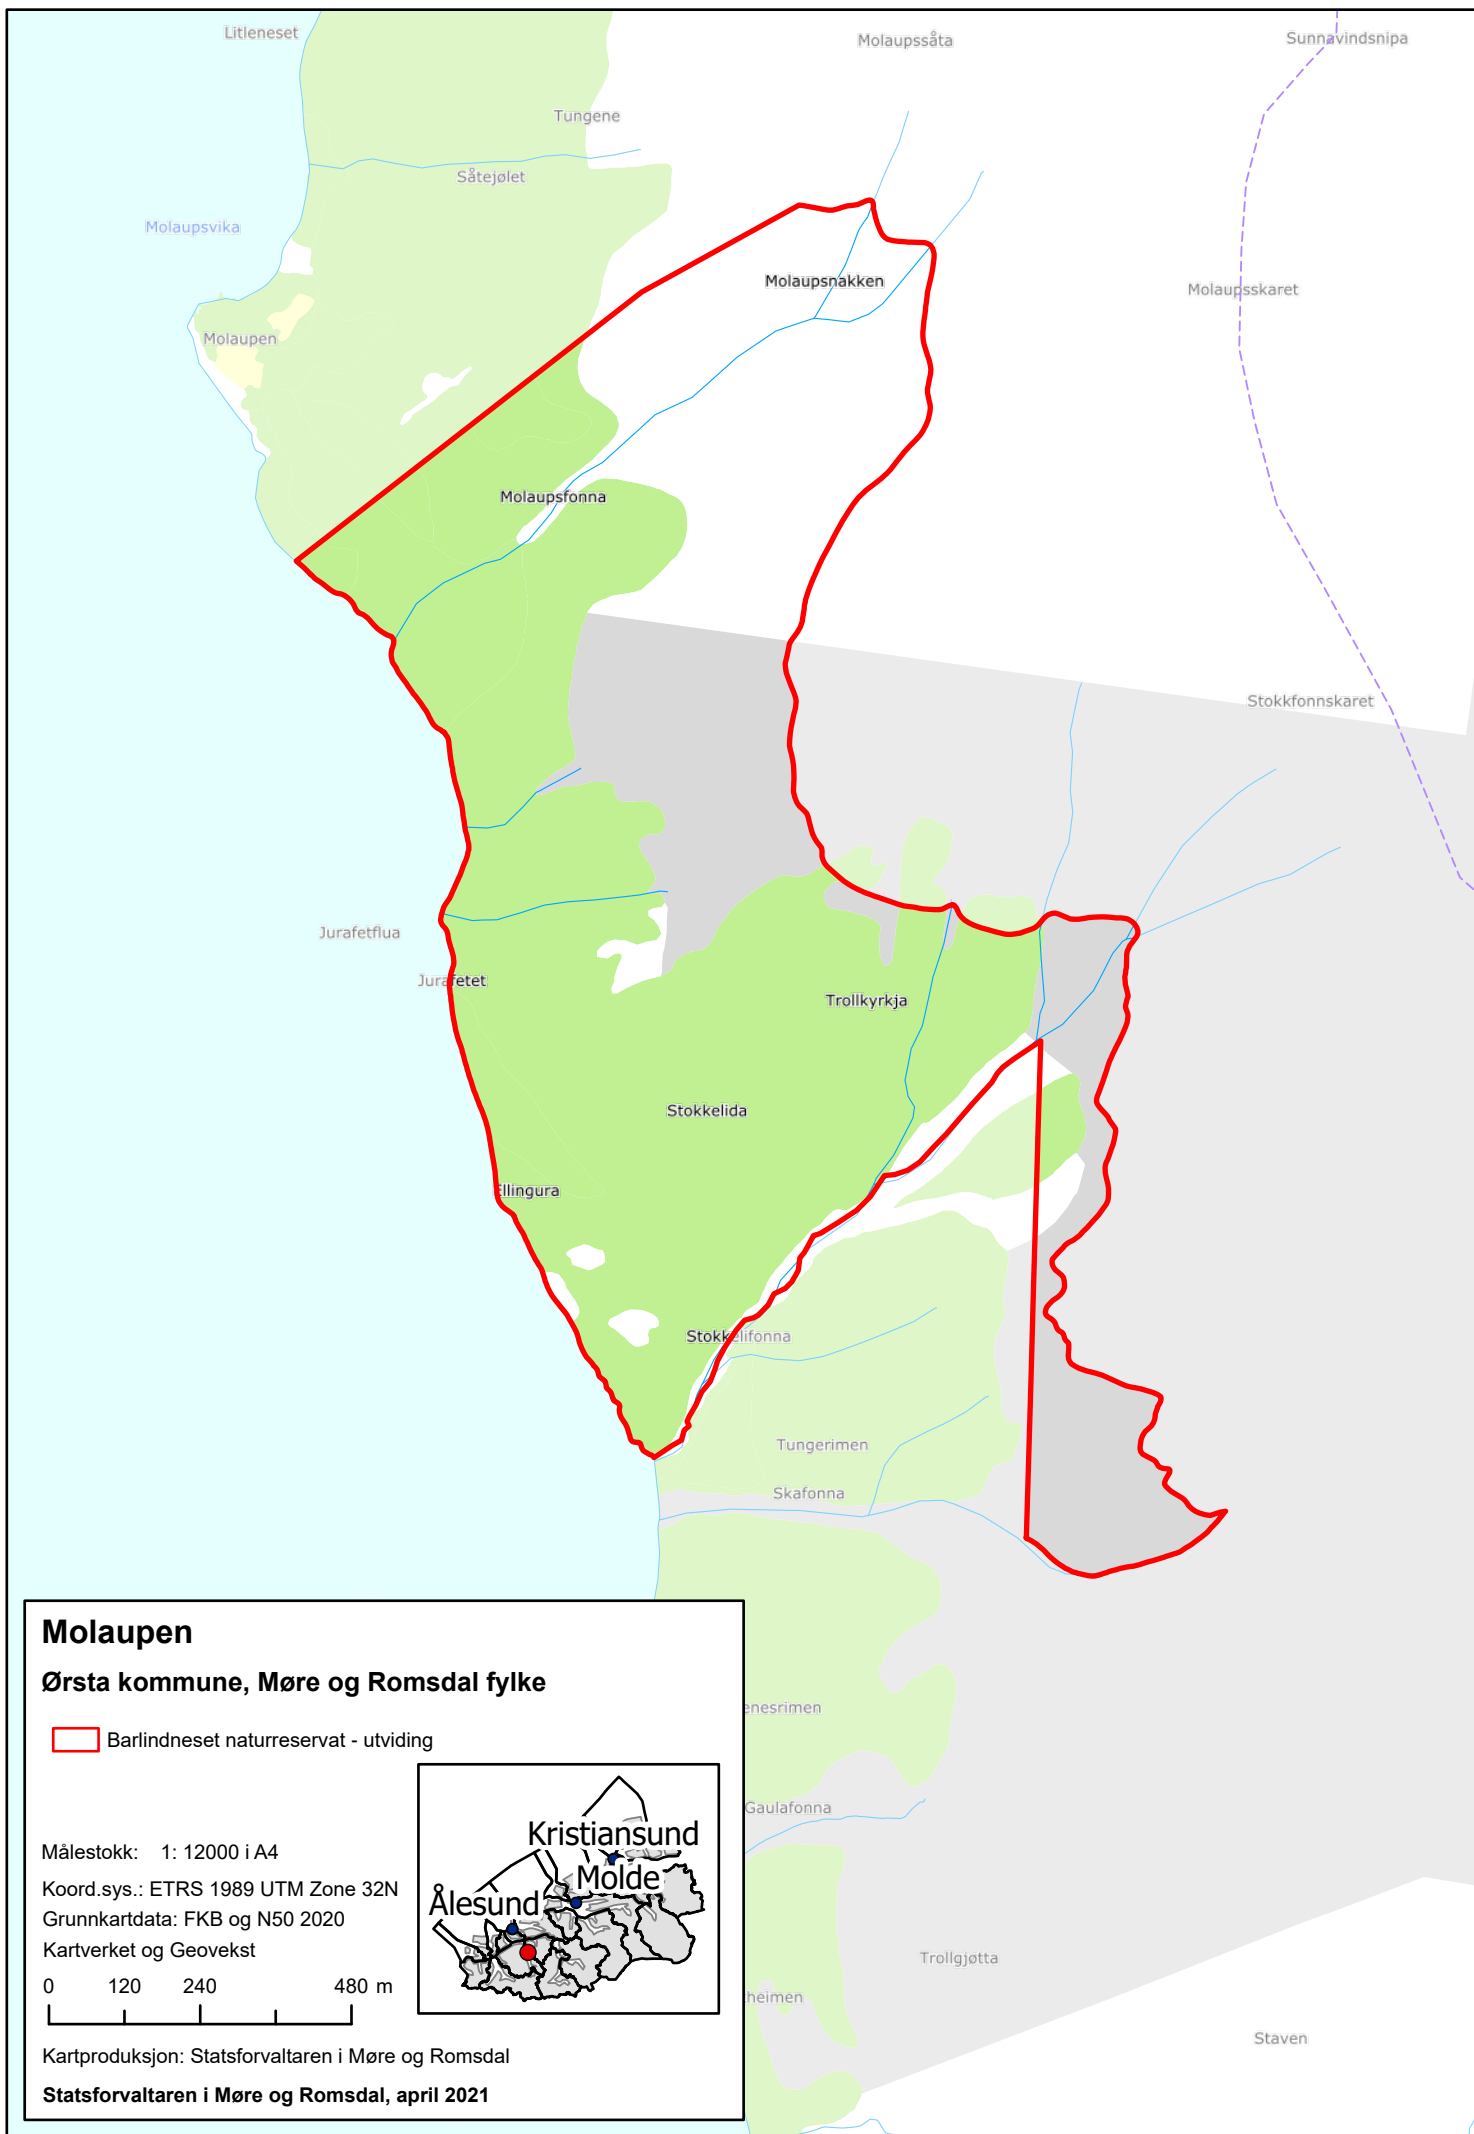 Litleneset
Molaupssåta
Sunnavindsnipa
Tungene
Såtejølet
Molaupsvika
Molaupsnakken
Molaupsskaret
Molaupen
Molaupsfonna
Stokkfonnskaret
Jurafetflua
Jurafetet
Trollkyrkja
Stokkelida
Ellingura
Stokkelifonna
Tungerimen
Skafonna
enesrimen
Gaulafonna
Trollgjøtta
heimen
Staven
Molaupen
Ørsta kommune, Møre og Romsdal fylke
Barlindneset naturreservat - utviding
Kristiansund
Molde
Ålesund
Målestokk: 1: 12000 i A4
Koord.sys.: ETRS 1989 UTM Zone 32N
Grunnkartdata: FKB og N50 2020
Kartverket og Geovekst
0 120 240 480 m
Kartproduksjon: Statsforvaltaren i Møre og Romsdal
Statsforvaltaren i Møre og Romsdal, april 2021